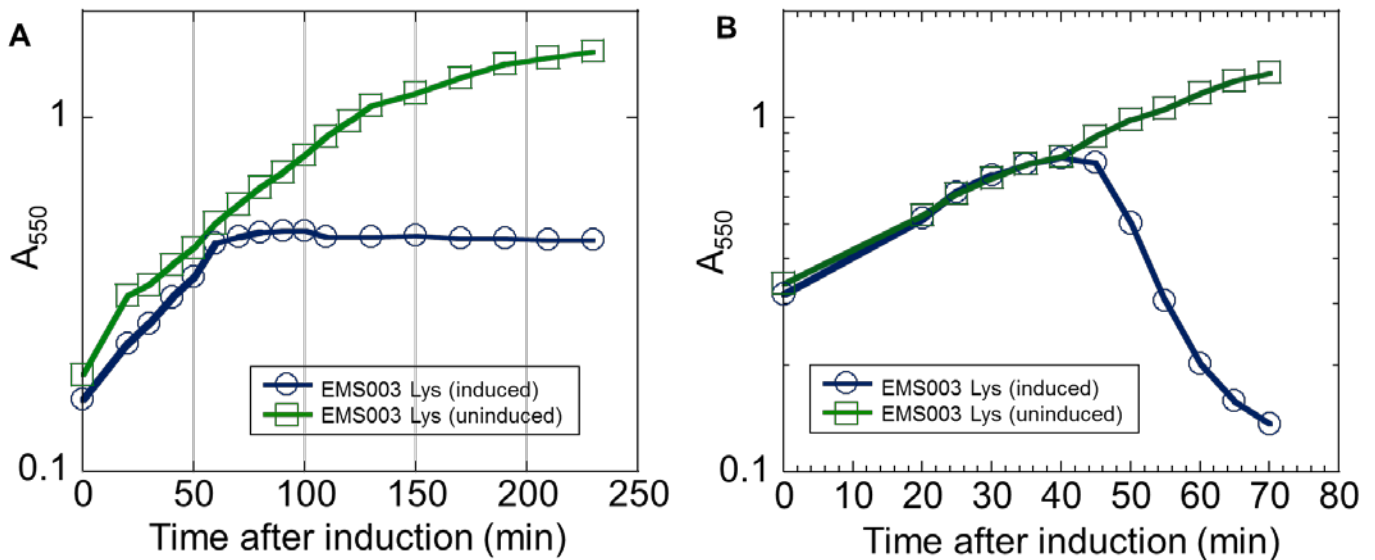 A
1
A550
0.1
0 50 100 150 200 250
Time after induction (min)
EMS003 Lys (induced)
EMS003 Lys (uninduced)
B
1
A550
0.1
0 10 20 30 40 50 60 70 80
Time after induction (min)
EMS003 Lys (induced)
EMS003 Lys (uninduced)